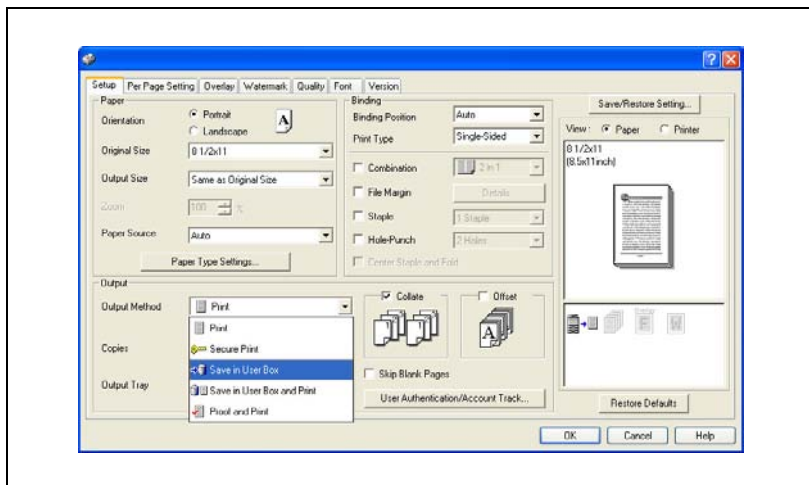 Setup Per Page Setting Overlay Watermark Quality Font Version
Paper
Orientation
Portrait
Landscape
A
Original Size
8 1/2x11
Output Size
Same as Original Size
Zoom
100 %
Paper Source
Auto
Paper Type Settings...
Binding
Binding Position
Auto
Print Type
Single-Sided
Combination
2 in 1
File Margin
Details
Staple
1 Staple
Hole-Punch
2 Holes
Center Staple and Fold
Save/Restore Setting...
View: Paper Printer
8 1/2x11
(8.5x11inch)
Output
Output Method
Print
Print
Secure Print
Save in User Box
Save in User Box and Print
Proof and Print
Copies
Output Tray
Collate
Offset
A
Skip Blank Pages
User Authentication/Account Track...
Restore Defaults
OK Cancel Help